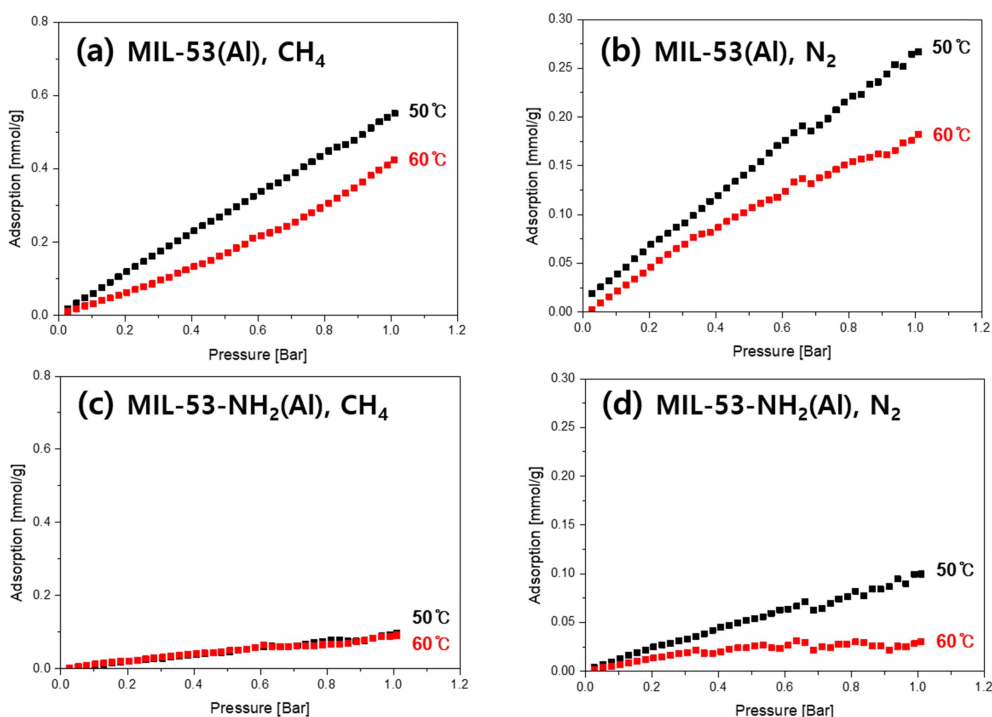 (a) MIL-53(Al), CH₄
0.8
0.6
0.4
0.2
0.0
Adsorption [mmol/g]
50℃
60℃
0.0 0.2 0.4 0.6 0.8 1.0 1.2
Pressure [Bar]
(b) MIL-53(Al), N₂
0.30
0.25
0.20
0.15
0.10
0.05
0.00
Adsorption [mmol/g]
50℃
60℃
0.0 0.2 0.4 0.6 0.8 1.0 1.2
Pressure [Bar]
(c) MIL-53-NH₂(Al), CH₄
0.8
0.6
0.4
0.2
0.0
Adsorption [mmol/g]
50℃
60℃
0.0 0.2 0.4 0.6 0.8 1.0 1.2
Pressure [Bar]
(d) MIL-53-NH₂(Al), N₂
0.30
0.25
0.20
0.15
0.10
0.05
0.00
Adsorption [mmol/g]
50℃
60℃
0.0 0.2 0.4 0.6 0.8 1.0 1.2
Pressure [Bar]